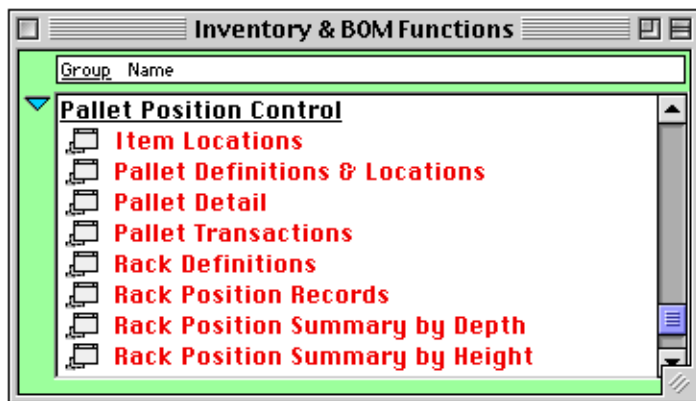 Inventory & BOM Functions
Group Name
Pallet Position Control
Item Locations
Pallet Definitions & Locations
Pallet Detail
Pallet Transactions
Rack Definitions
Rack Position Records
Rack Position Summary by Depth
Rack Position Summary by Height